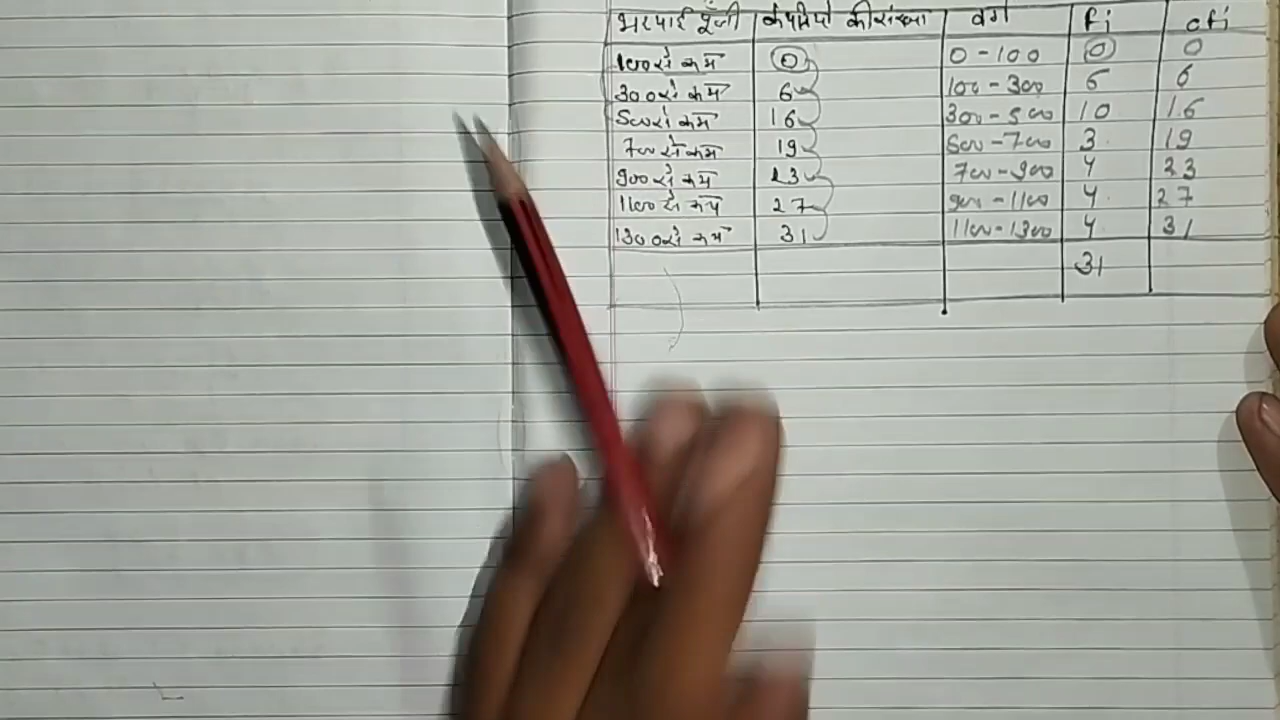 भरपाई पूँजी कंपनियों की संख्या वर्ग fi cfi
100 से कम 0 0-100 0 0
300 से कम 6 100-300 6 6
500 से कम 16 300-500 10 16
700 से कम 19 500-700 3 19
900 से कम 23 700-900 4 23
1100 से कम 27 900-1100 4 27
1300 से कम 31 1100-1300 4 31
31